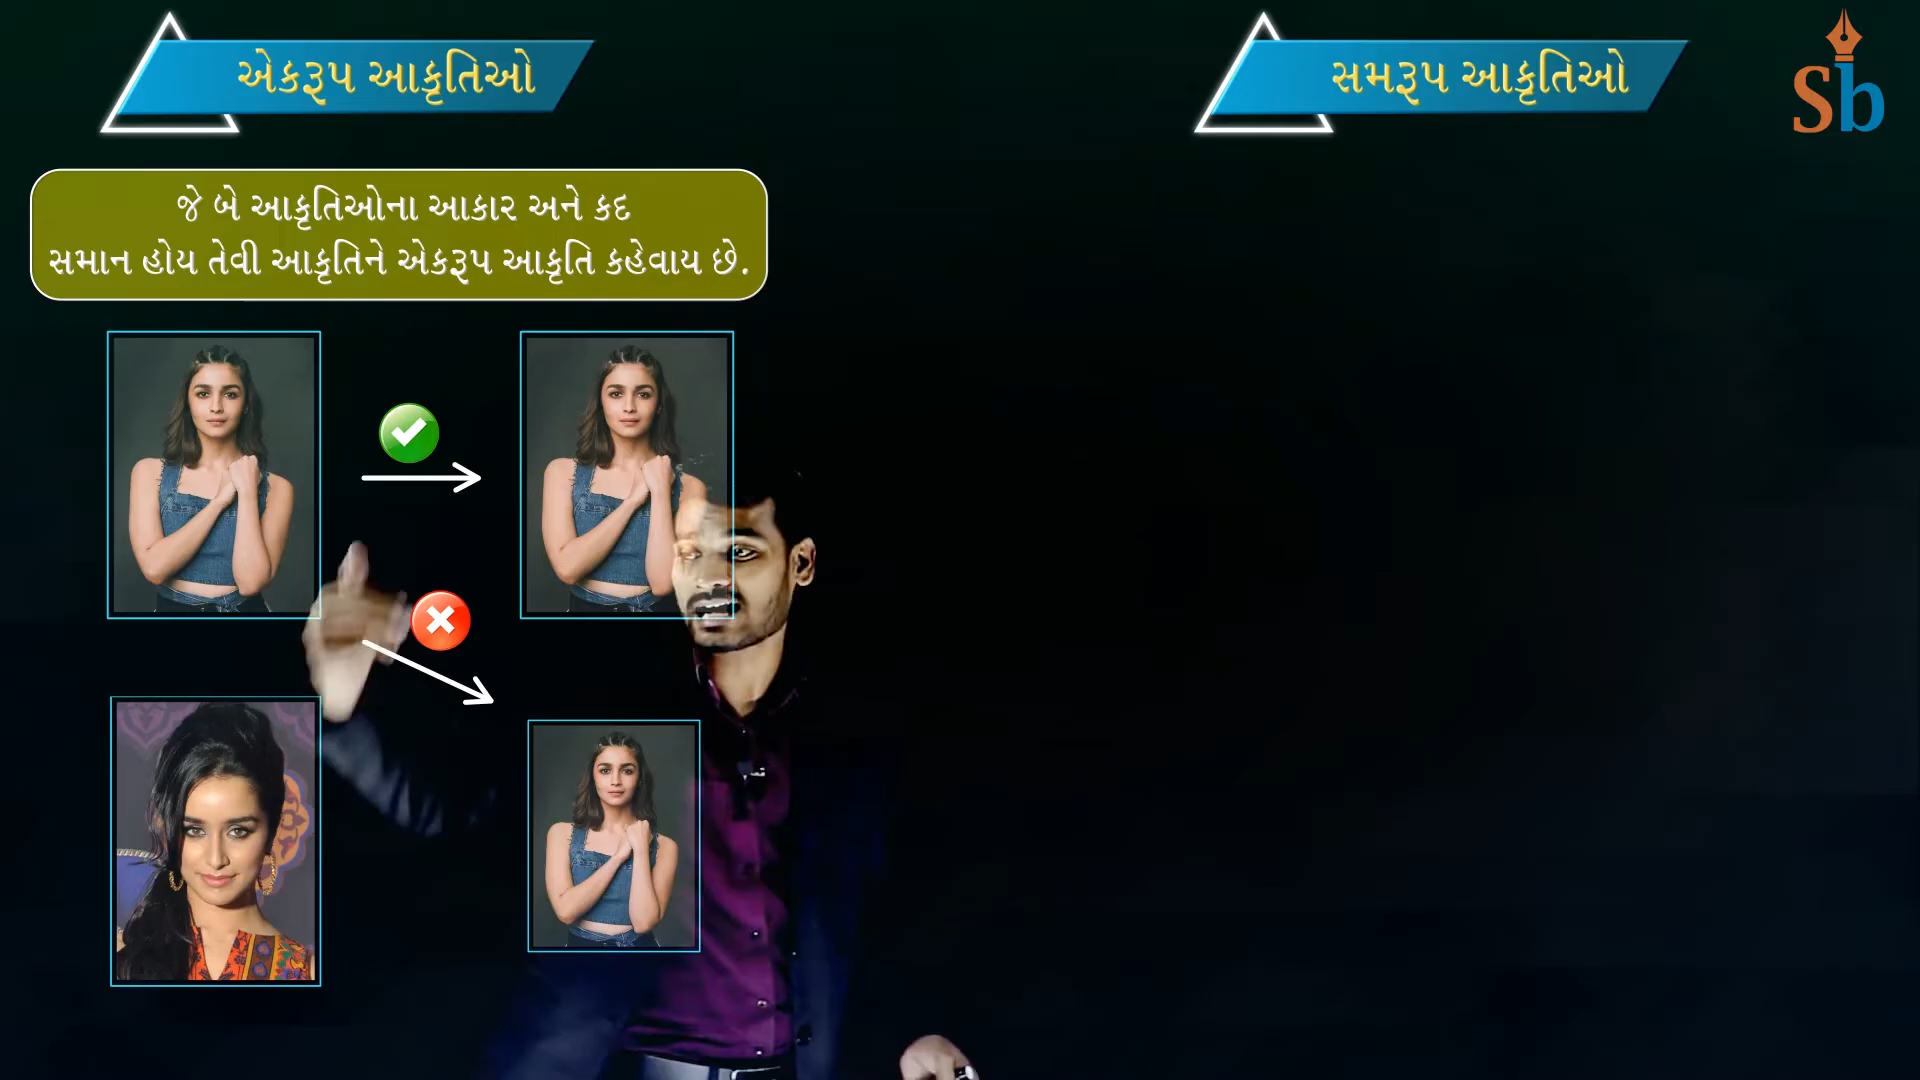 એકરૂપ આકૃતિઓ
સમરૂપ આકૃતિઓ
Sb
જે બે આકૃતિઓના આકાર અને કદ
સમાન હોય તેવી આકૃતિને એકરૂપ આકૃતિ કહેવાય છે.